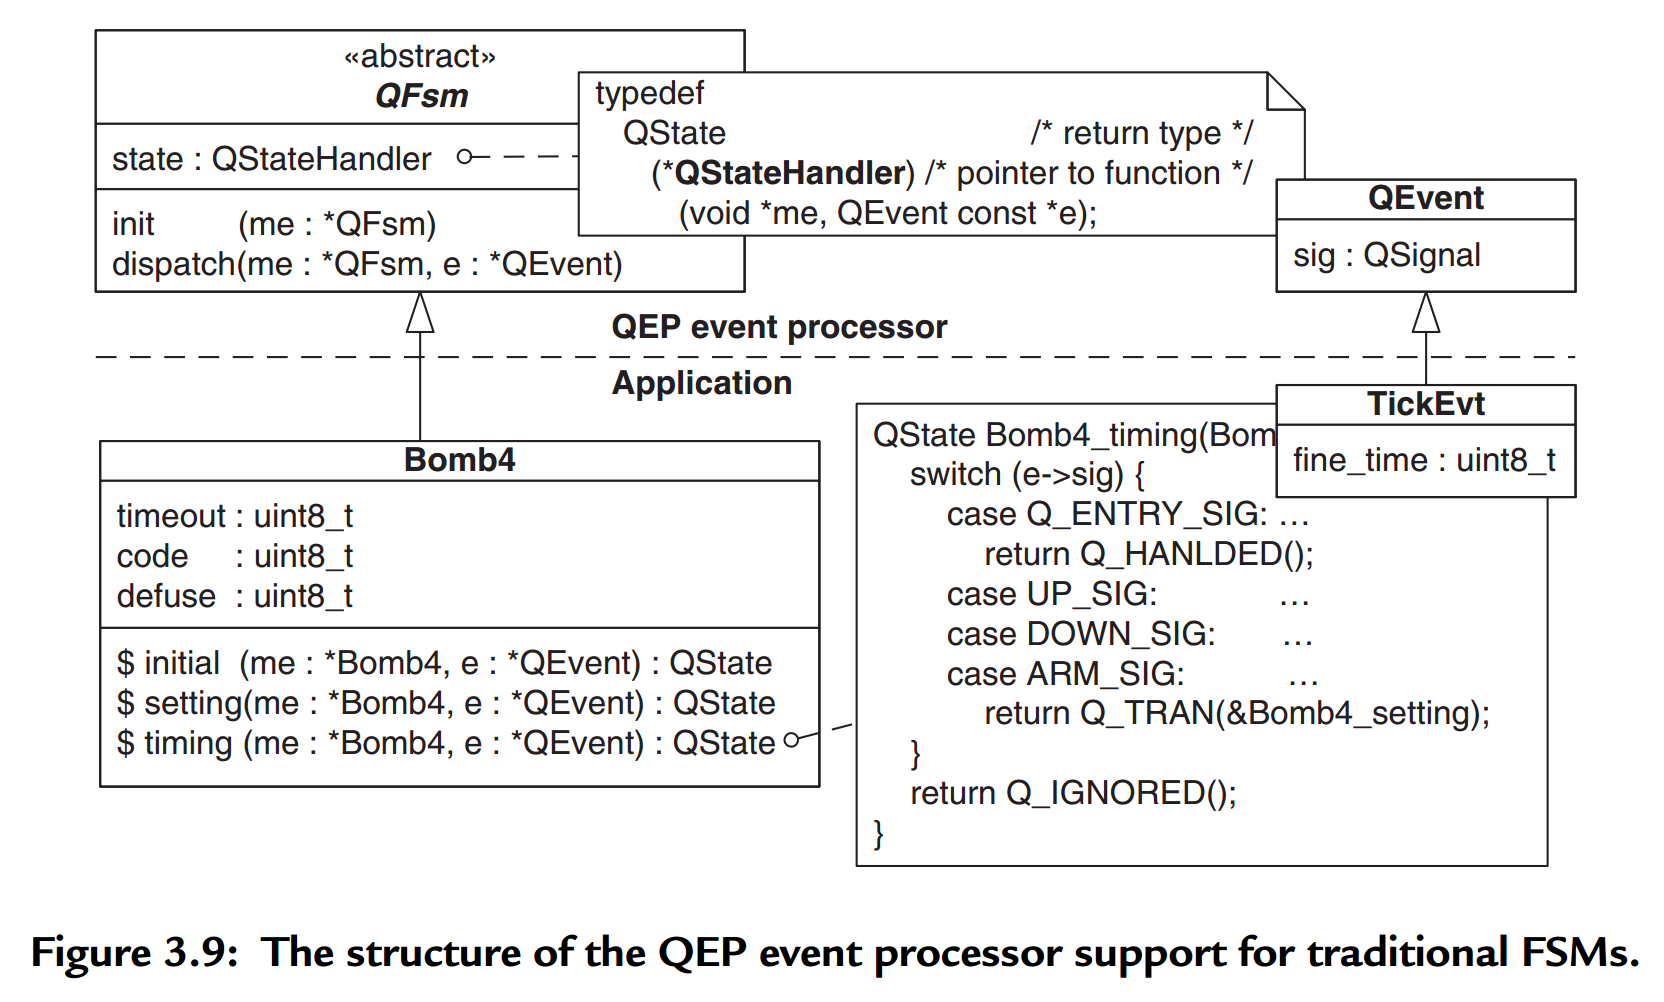 «abstract»
QFsm
state : QStateHandler
init (me : *QFsm)
dispatch(me : *QFsm, e : *QEvent)
typedef
QState /* return type */
(*QStateHandler) /* pointer to function */
(void *me, QEvent const *e);
QEvent
sig : QSignal
QEP event processor
Application
Bomb4
timeout : uint8_t
code : uint8_t
defuse : uint8_t
$ initial (me : *Bomb4, e : *QEvent) : QState
$ setting(me : *Bomb4, e : *QEvent) : QState
$ timing (me : *Bomb4, e : *QEvent) : QState
TickEvt
fine_time : uint8_t
QState Bomb4_timing(Bom
switch (e->sig) {
case Q_ENTRY_SIG: ...
return Q_HANLDED();
case UP_SIG: ...
case DOWN_SIG: ...
case ARM_SIG: ...
return Q_TRAN(&Bomb4_setting);
}
return Q_IGNORED();
}
Figure 3.9: The structure of the QEP event processor support for traditional FSMs.